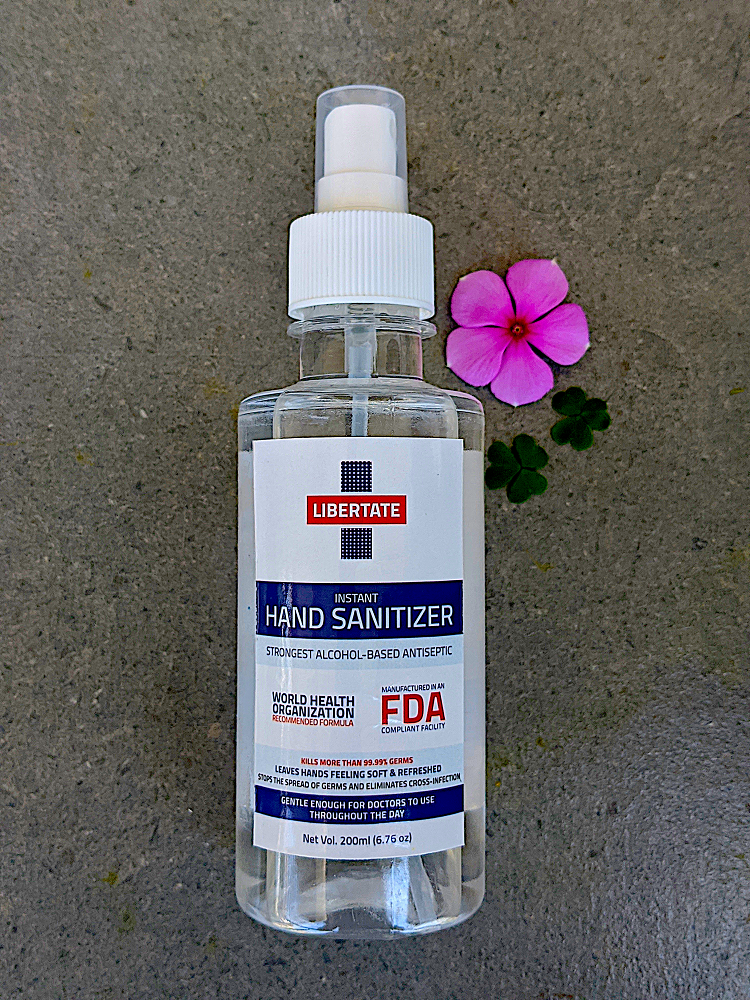 LIBERTATE
INSTANT
HAND SANITIZER
STRONGEST ALCOHOL-BASED ANTISEPTIC
WORLD HEALTH
ORGANIZATION
RECOMMENDED FORMULA
MANUFACTURED IN AN
FDA
COMPLIANT FACILITY
KILLS MORE THAN 99.99% GERMS
LEAVES HANDS FEELING SOFT & REFRESHED
STOPS THE SPREAD OF GERMS AND ELIMINATES CROSS-INFECTION
GENTLE ENOUGH FOR DOCTORS TO USE
THROUGHOUT THE DAY
Net Vol. 200ml (6.76 oz)